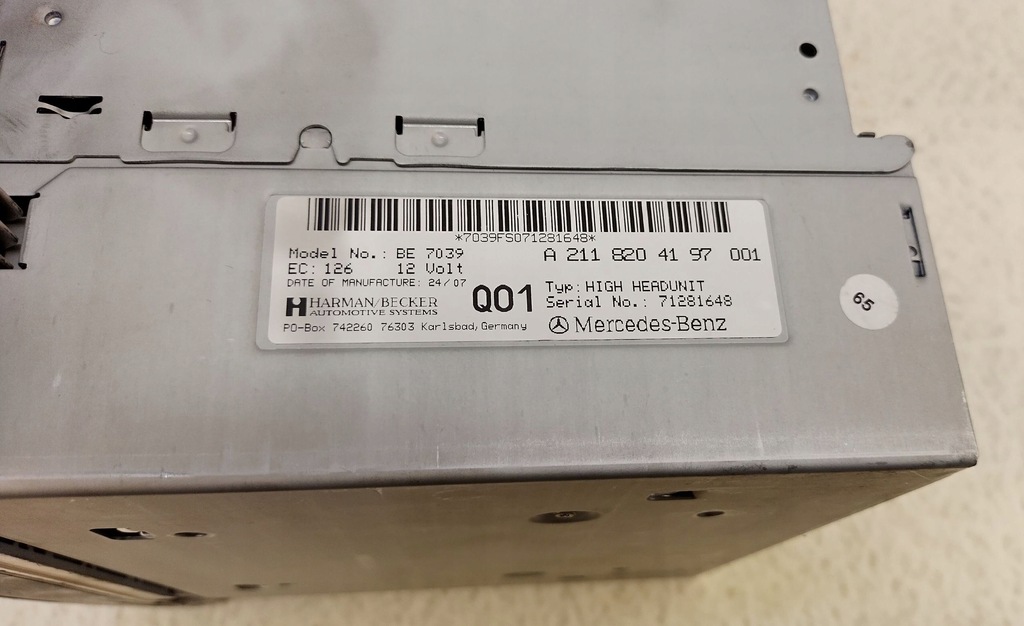 *7039FS071281648*
Model No.: BE 7039
A 211 820 41 97 001
EC: 126 12 Volt
DATE OF MANUFACTURE: 24/07
Q01
Typ: HIGH HEADUNIT
Serial No.: 71281648
HARMAN/BECKER
AUTOMOTIVE SYSTEMS
PO-Box 742260 76303 Karlsbad, Germany
Mercedes-Benz
65